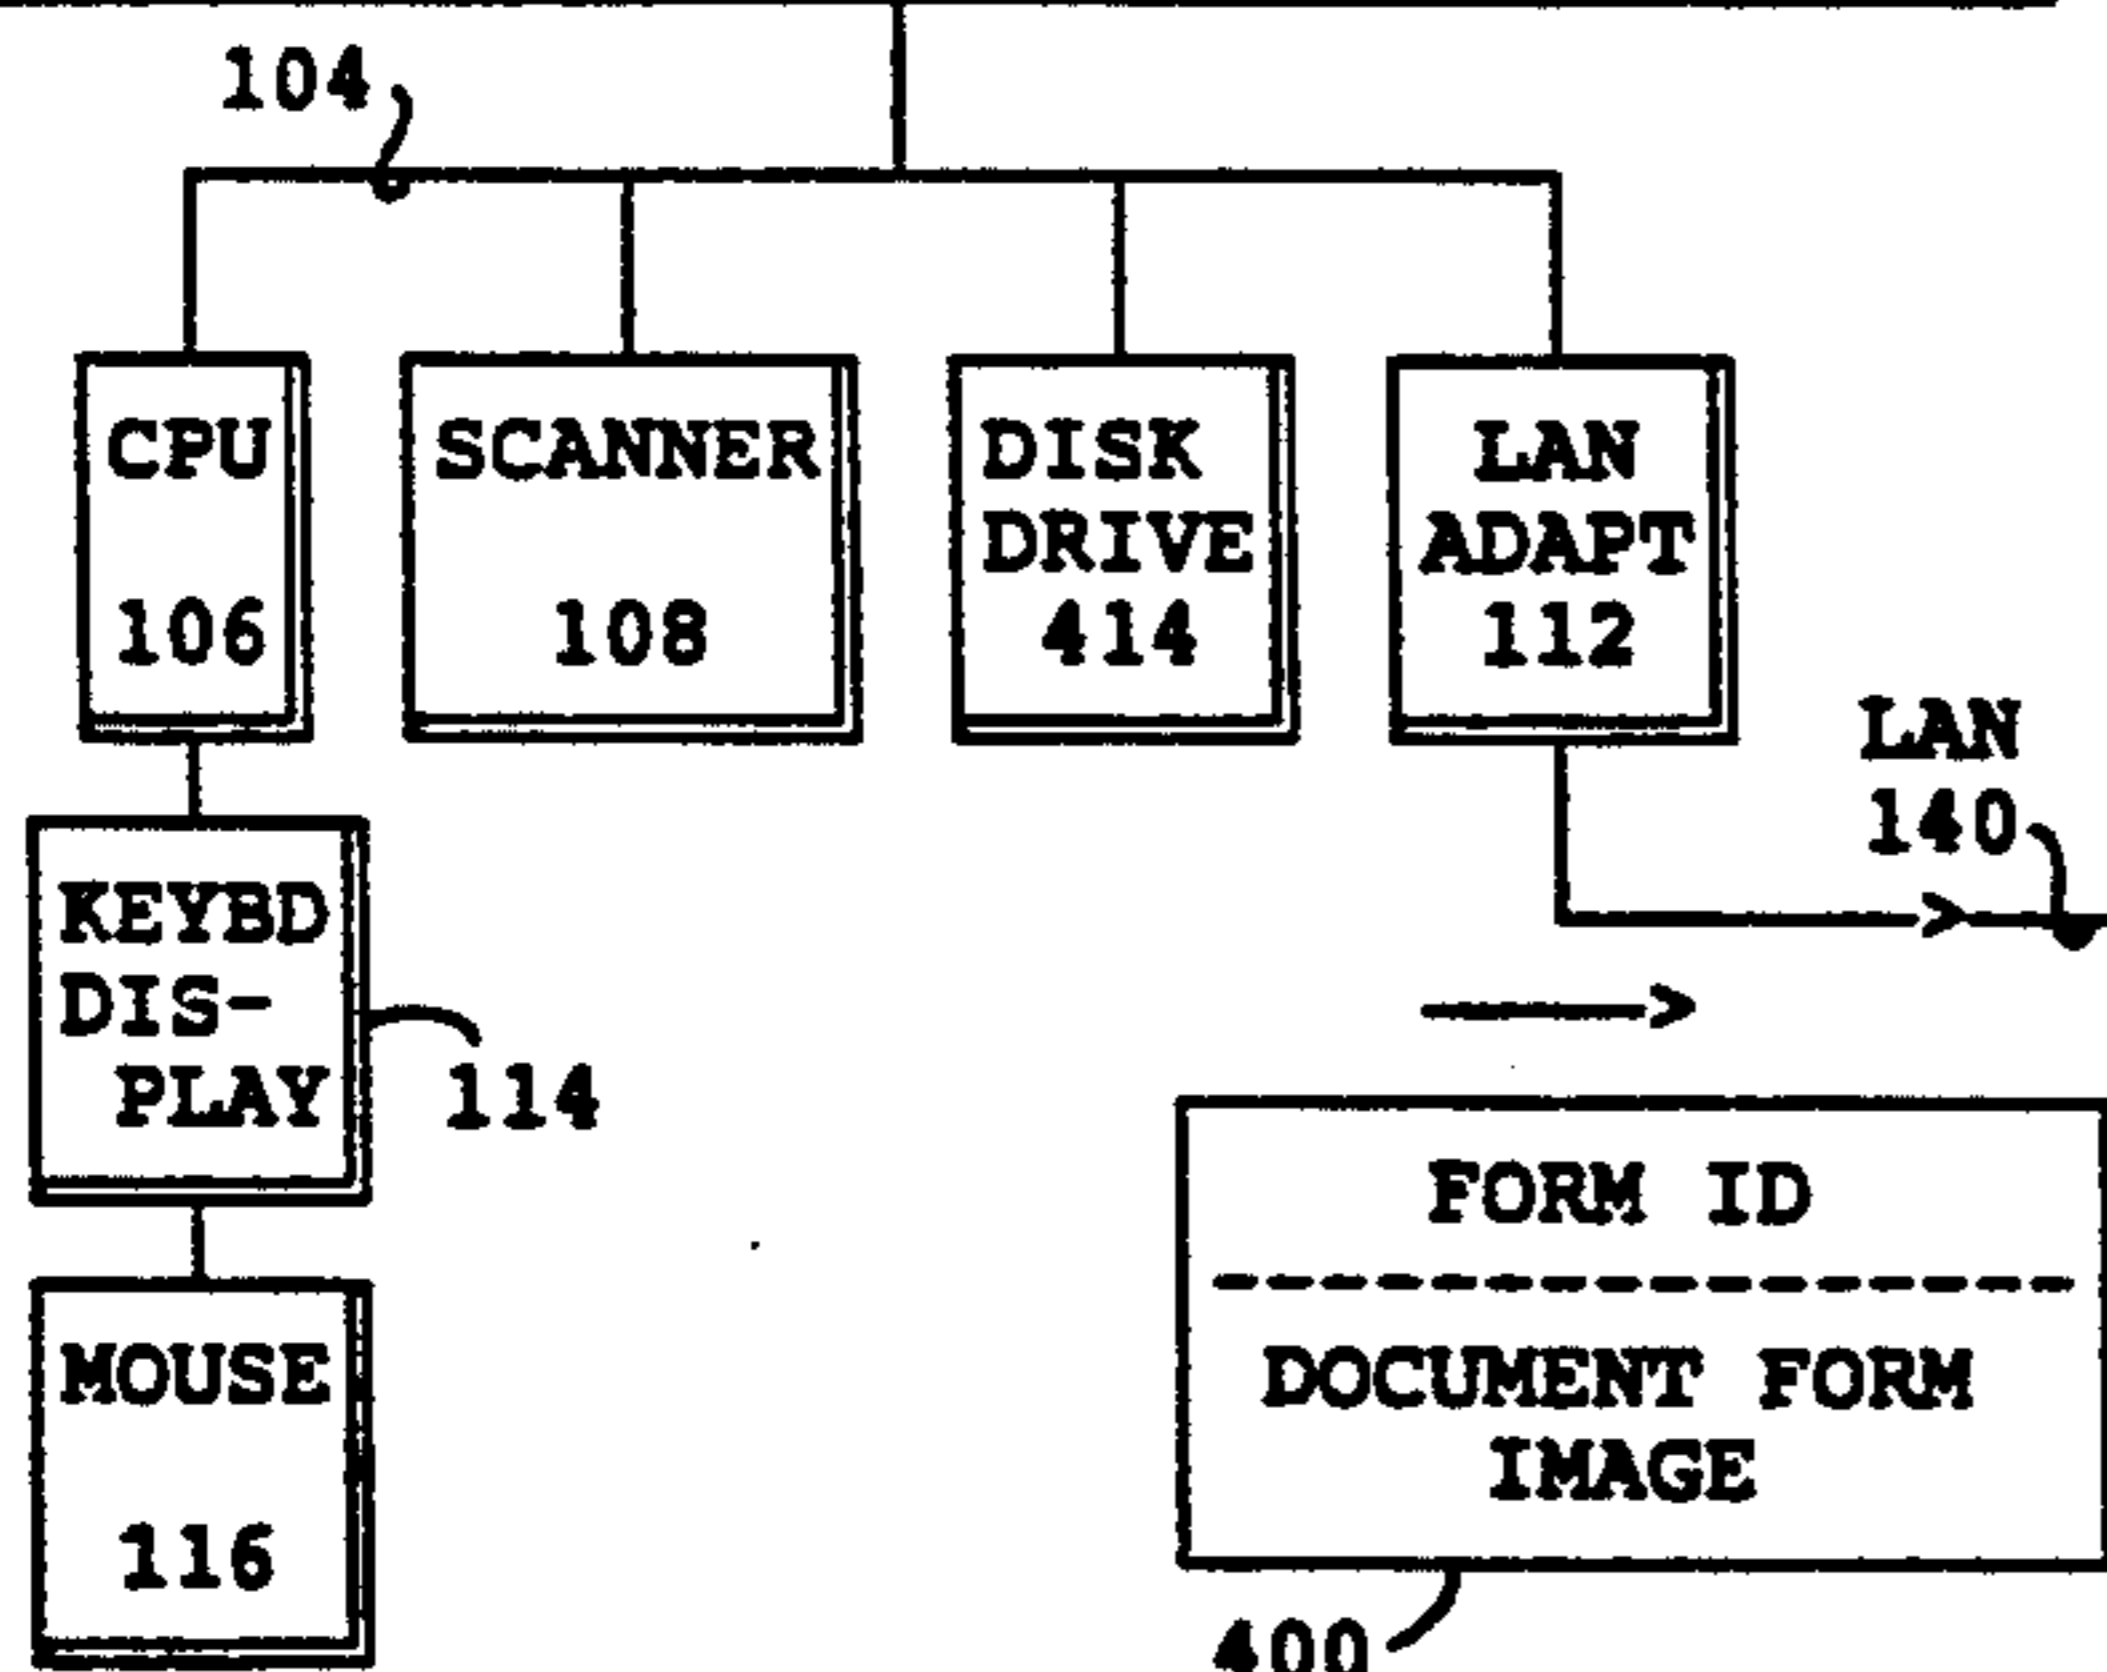 104
CPU
106
SCANNER
108
DISK
DRIVE
414
LAN
ADAPT
112
LAN
140
KEYBD
DIS-
PLAY
114
MOUSE
116
FORM ID
DOCUMENT FORM
IMAGE
400